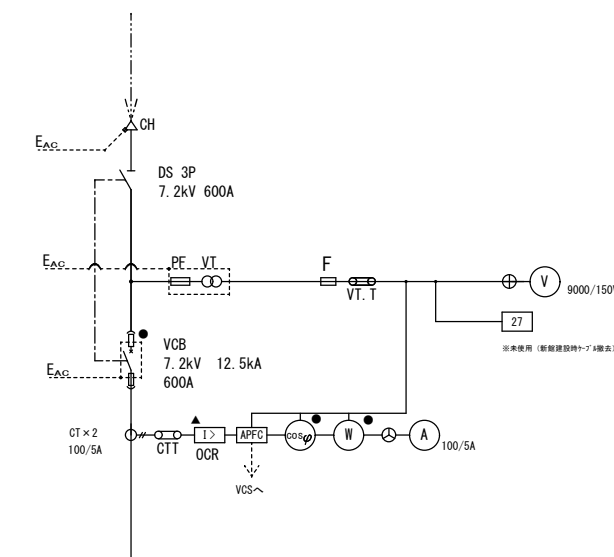 CH
EAC
DS 3P
7.2kV 600A
EAC
PF VT
F
VT.T
V
9000/150V
27
※未使用（新館建設時ケーブル撤去）
VCB
7.2kV 12.5kA
600A
EAC
CT×2
100/5A
CTT
I＞
OCR
APFC
cosφ
W
A
100/5A
VCSへ